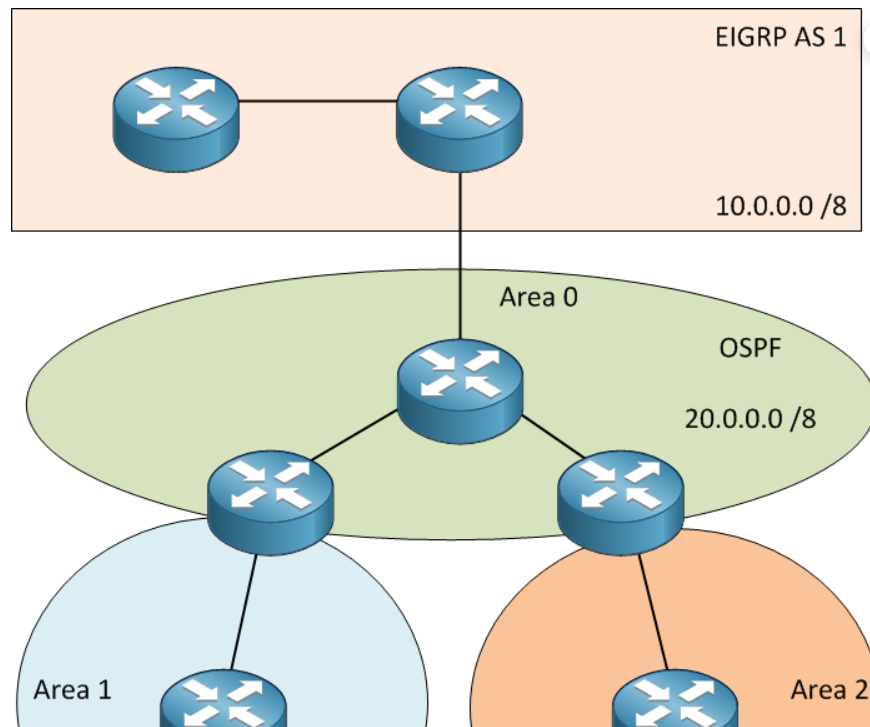 EIGRP AS 1
10.0.0.0 /8
Area 0
OSPF
20.0.0.0 /8
Area 1
Area 2